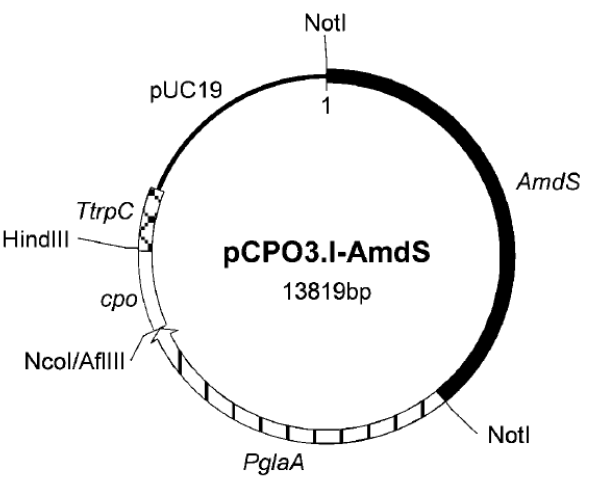 NotI
pUC19
1
AmdS
TtrpC
HindIII
pCPO3.I-AmdS
13819bp
cpo
NcoI/AflIII
NotI
PglaA